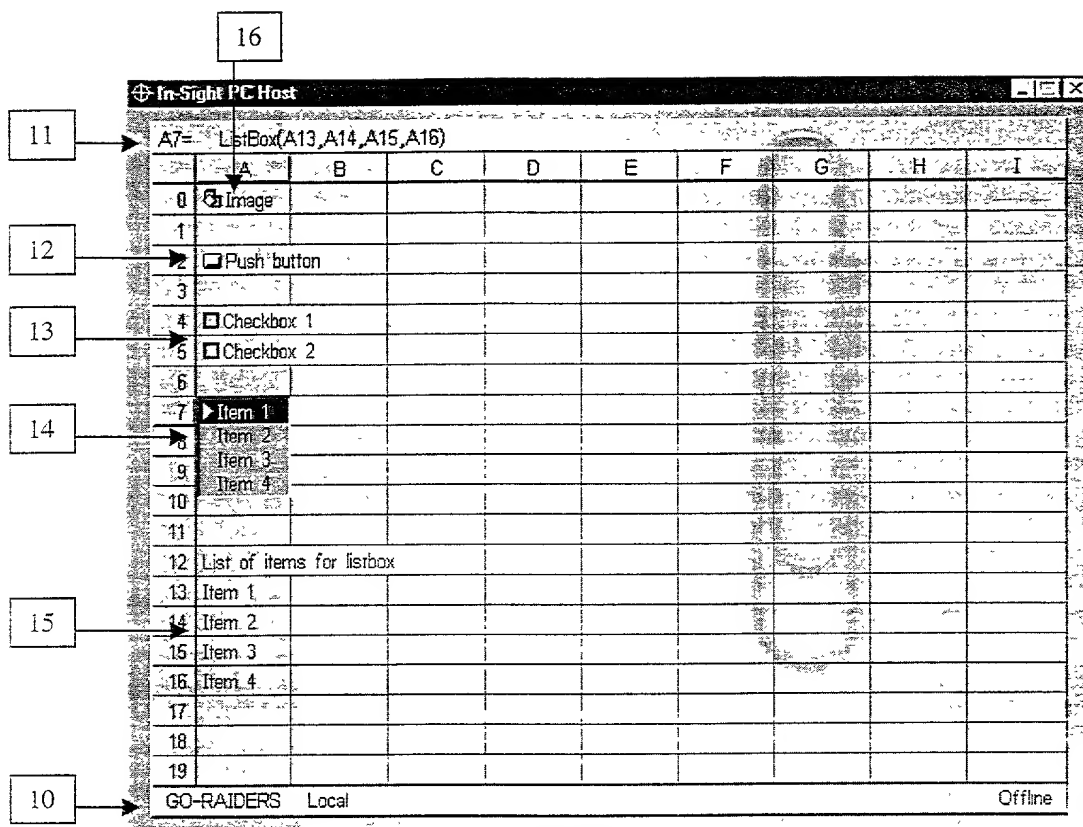 16
In-Sight PC Host
11
A7= ListBox(A13,A14,A15,A16)
A B C D E F G H I
0 Image
1
12
2 Push button
3
4 Checkbox 1
13
5 Checkbox 2
6
7 Item 1
14
8 Item 2
9 Item 3
Item 4
10
11
12 List of items for listbox
13 Item 1
14 Item 2
15
15 Item 3
16 Item 4
17
18
19
10
GO-RAIDERS Local Offline